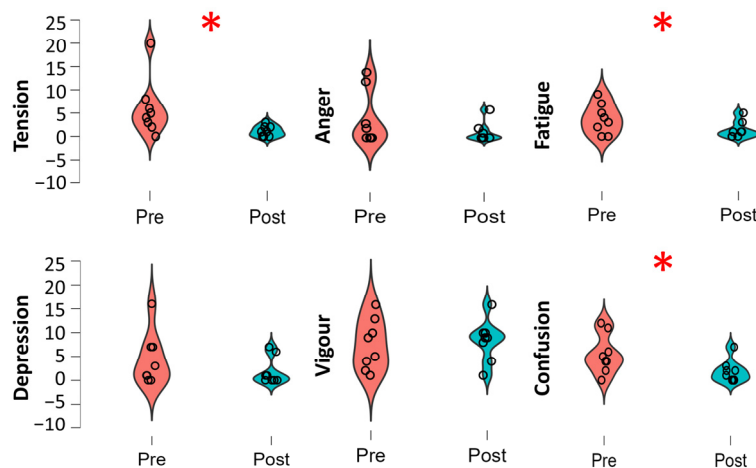 25
20
15
10
5
0
−5
−10
Tension
*
Pre
Post
Anger
Pre
Post
Fatigue
*
Pre
Post
25
20
15
10
5
0
−5
−10
Depression
Pre
Post
Vigour
Pre
Post
Confusion
*
Pre
Post